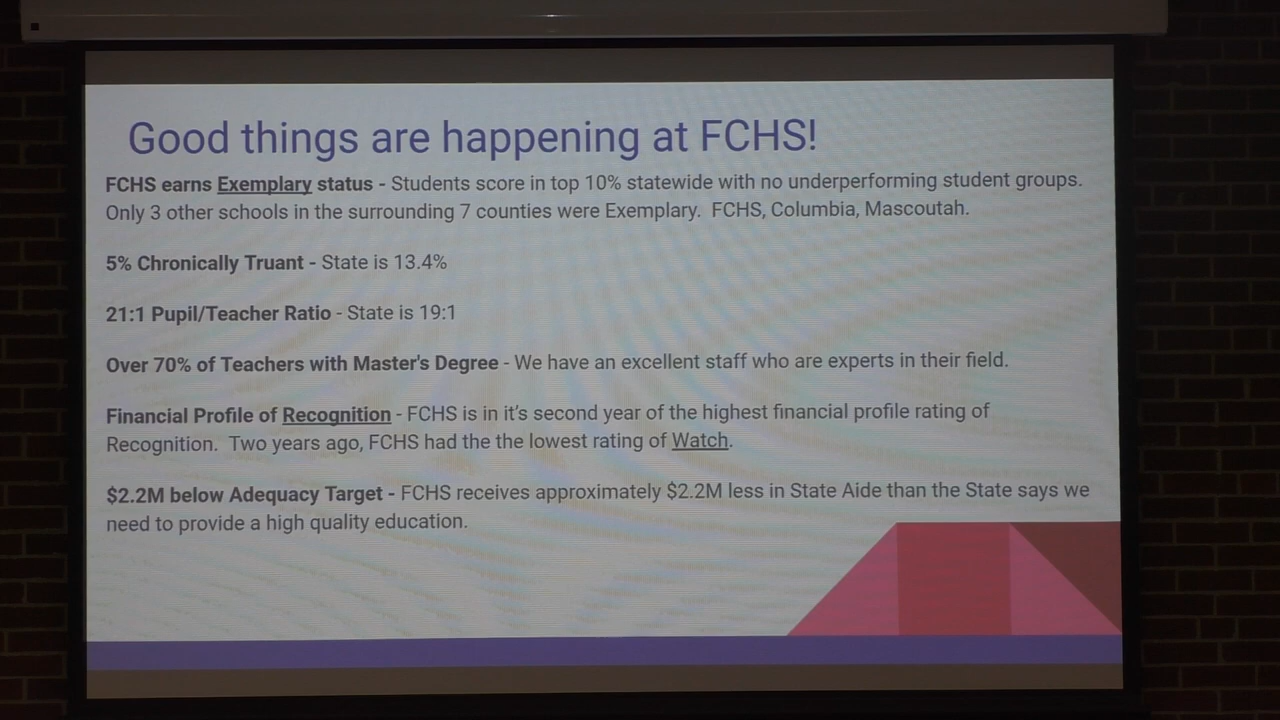 Good things are happening at FCHS!
FCHS earns Exemplary status - Students score in top 10% statewide with no underperforming student groups.
Only 3 other schools in the surrounding 7 counties were Exemplary.  FCHS, Columbia, Mascoutah.
5% Chronically Truant - State is 13.4%
21:1 Pupil/Teacher Ratio - State is 19:1
Over 70% of Teachers with Master's Degree - We have an excellent staff who are experts in their field.
Financial Profile of Recognition - FCHS is in it's second year of the highest financial profile rating of
Recognition.  Two years ago, FCHS had the the lowest rating of Watch.
$2.2M below Adequacy Target - FCHS receives approximately $2.2M less in State Aide than the State says we
need to provide a high quality education.